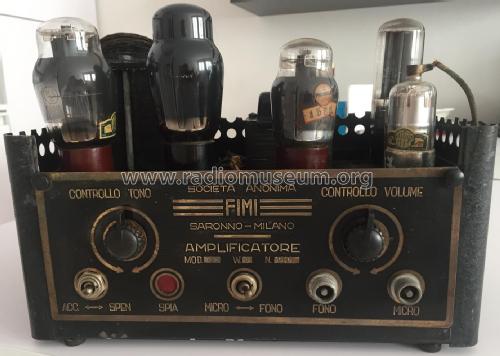 SOCIETÀ ANONIMA
CONTROLLO TONO
FIMI
CONTROLLO VOLUME
SARONNO-MILANO
AMPLIFICATORE
MOD. W. N.
ACC. ↔ SPEN
SPIA
MICRO ↔ FONO
FONO
MICRO
www.radiomuseum.org